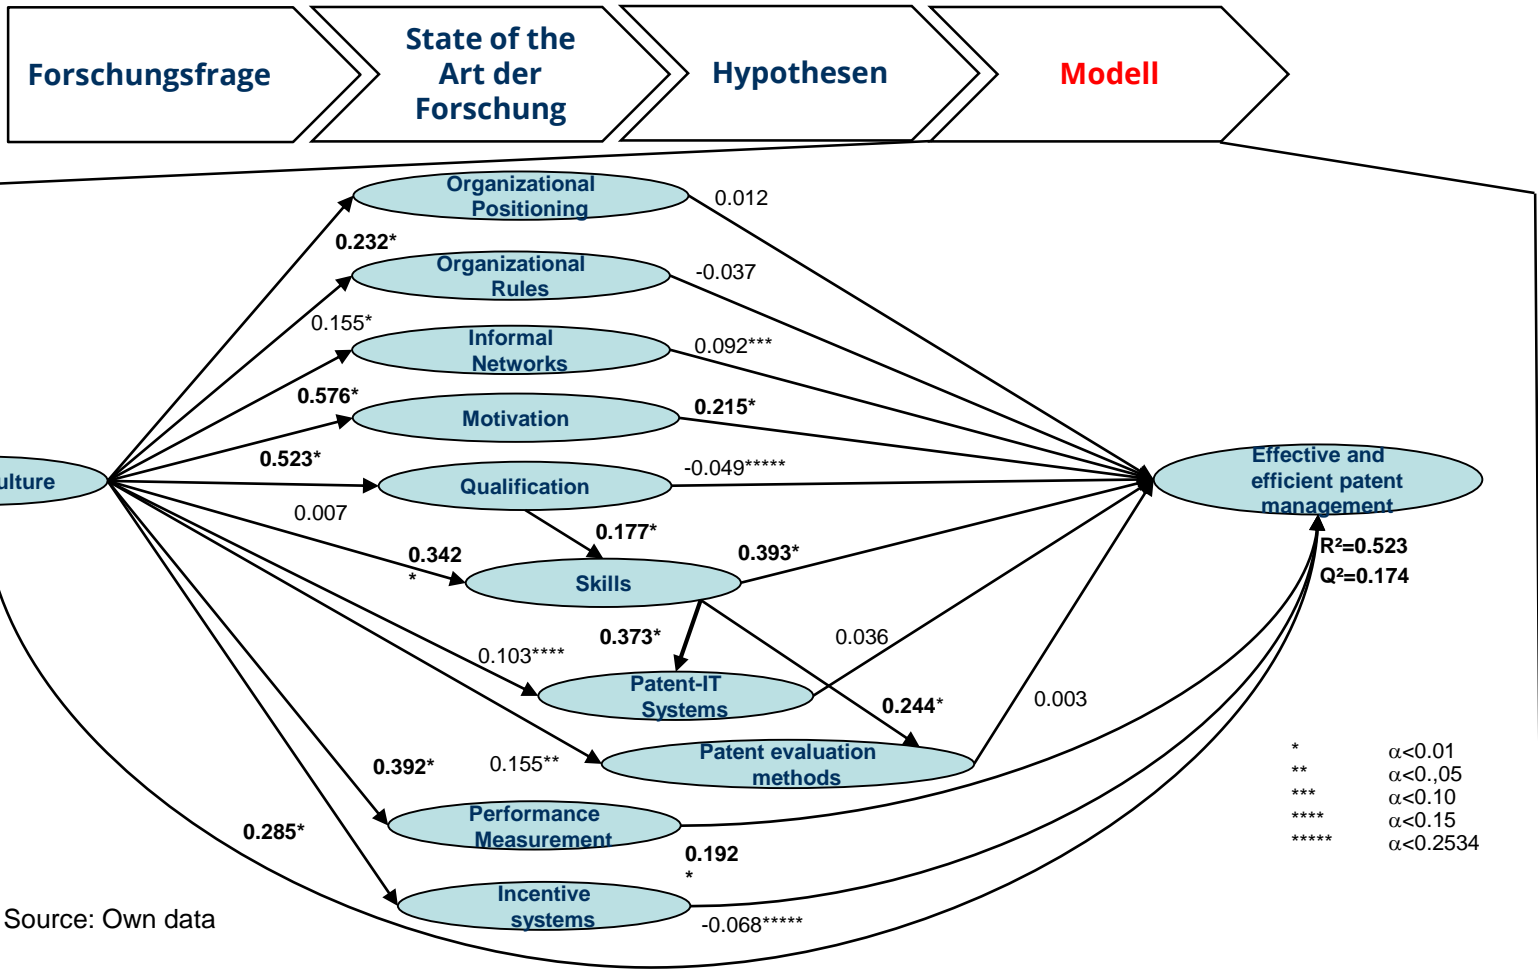 Forschungsfrage
State of the
Art der
Forschung
Hypothesen
Modell
Organizational
Positioning
0.012
0.232*
Organizational
Rules
-0.037
0.155*
Informal
Networks
0.092***
0.576*
Motivation
0.215*
0.523*
Qualification
-0.049*****
ulture
Effective and
efficient patent
management
0.007
0.177*
0.342
*
0.393*
Skills
R²=0.523
Q²=0.174
0.373*
0.036
0.103****
Patent-IT
Systems
0.244*
0.003
Patent evaluation
methods
0.392*
0.155**
* α<0.01
** α<0.,05
*** α<0.10
**** α<0.15
***** α<0.2534
Performance
Measurement
0.285*
0.192
*
Incentive
systems
-0.068*****
Source: Own data